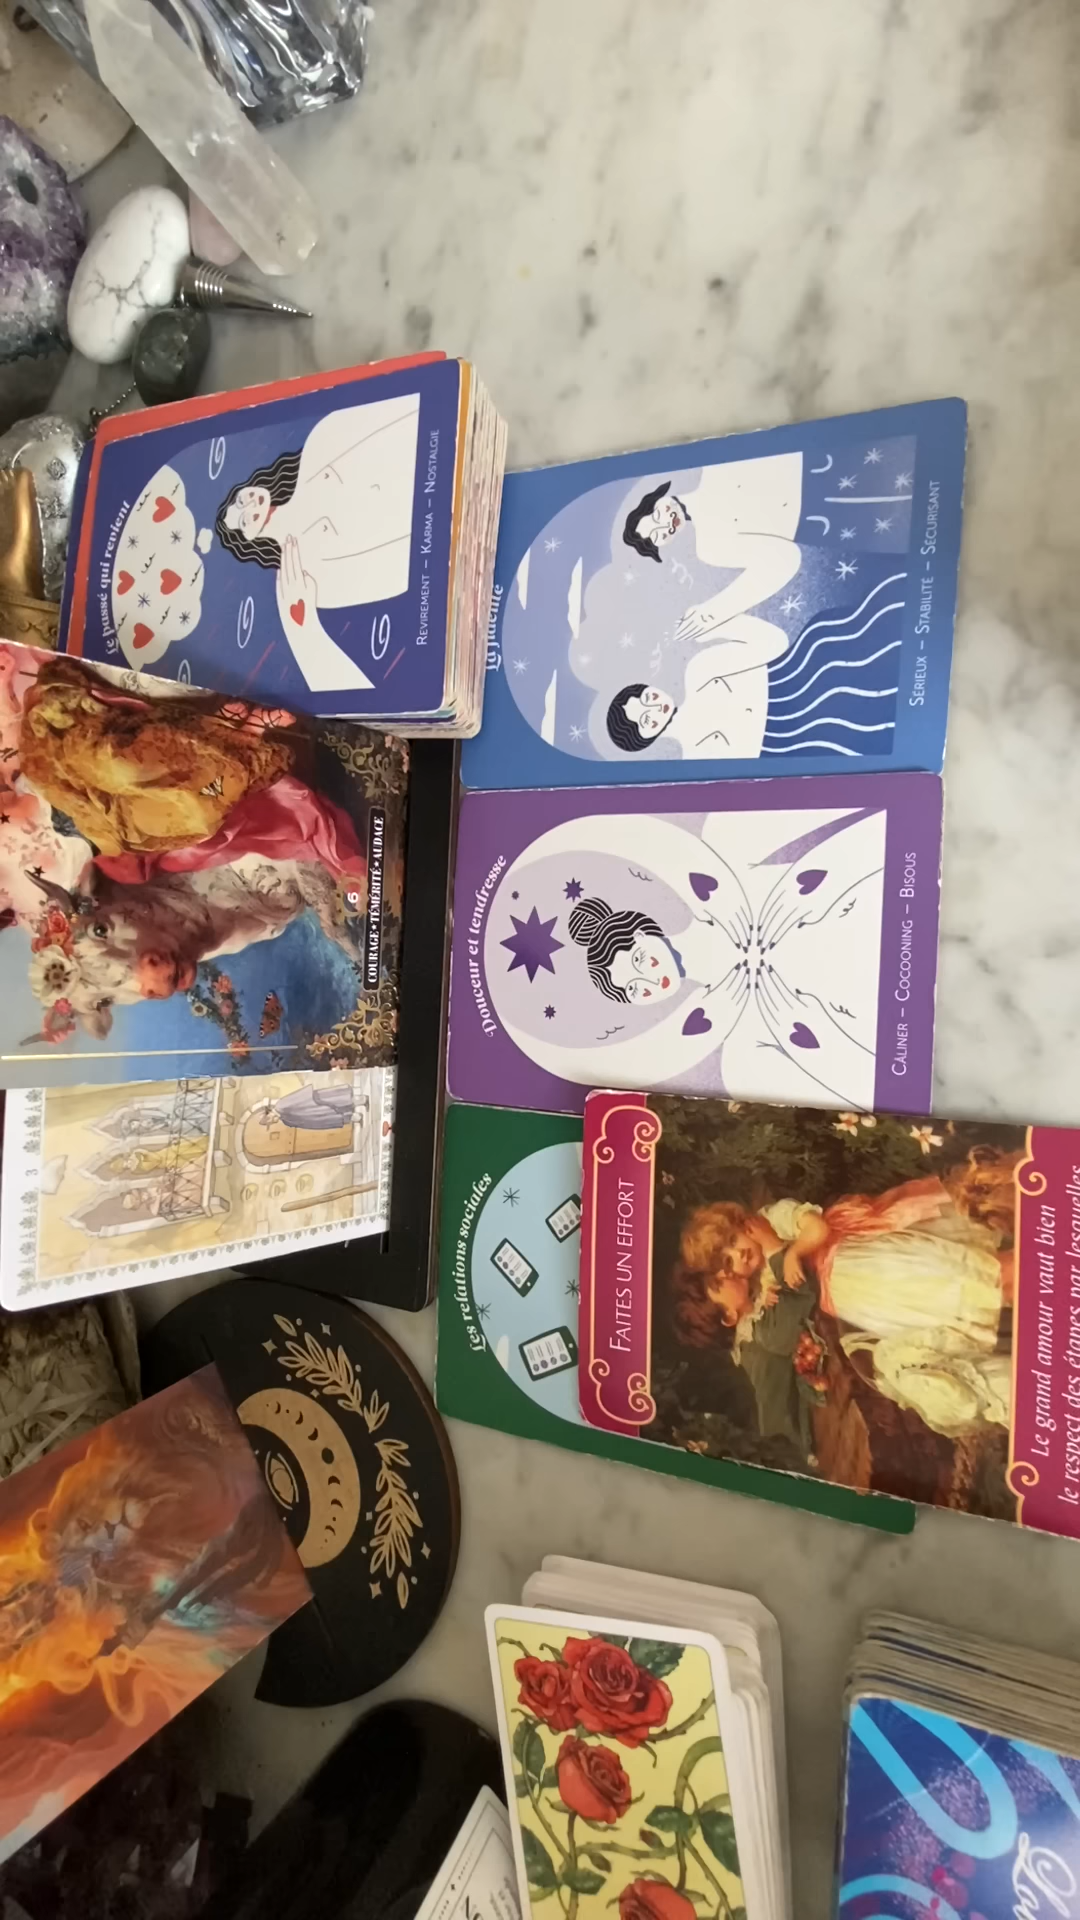 Le passé qui revient
REVIREMENT – KARMA – NOSTALGIE
La fidélité
SÉRIEUX – STABILITÉ – SÉCURISANT
Douceur et tendresse
CÂLINER – COCOONING – BISOUS
6
COURAGE★TÉMÉRITÉ★AUDACE
3
Les relations sociales
FAITES UN EFFORT
Le grand amour vaut bien
le respect des étapes par lesquelles